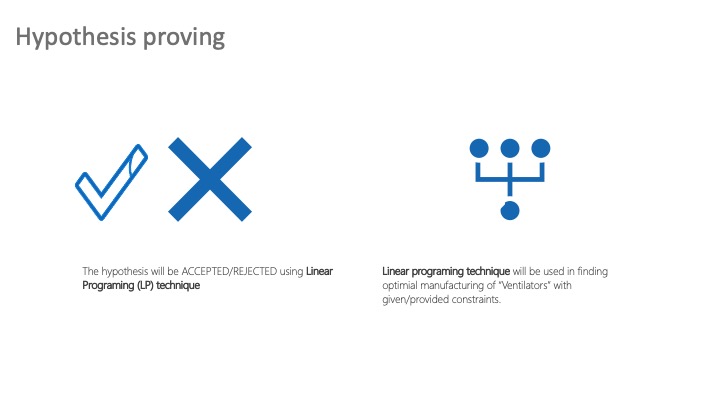 Hypothesis proving
The hypothesis will be ACCEPTED/REJECTED using Linear
Programing (LP) technique
Linear programing technique will be used in finding
optimial manufacturing of “Ventilators” with
given/provided constraints.